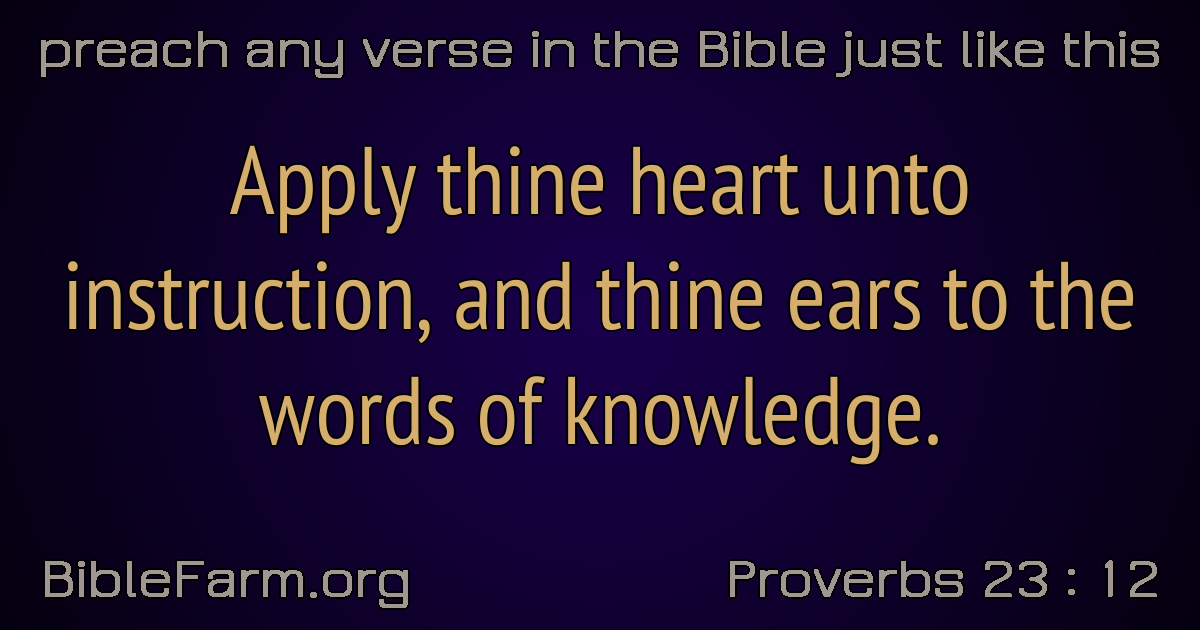 preach any verse in the Bible just like this
Apply thine heart unto
instruction, and thine ears to the
words of knowledge.
BibleFarm.org
Proverbs 23 : 12